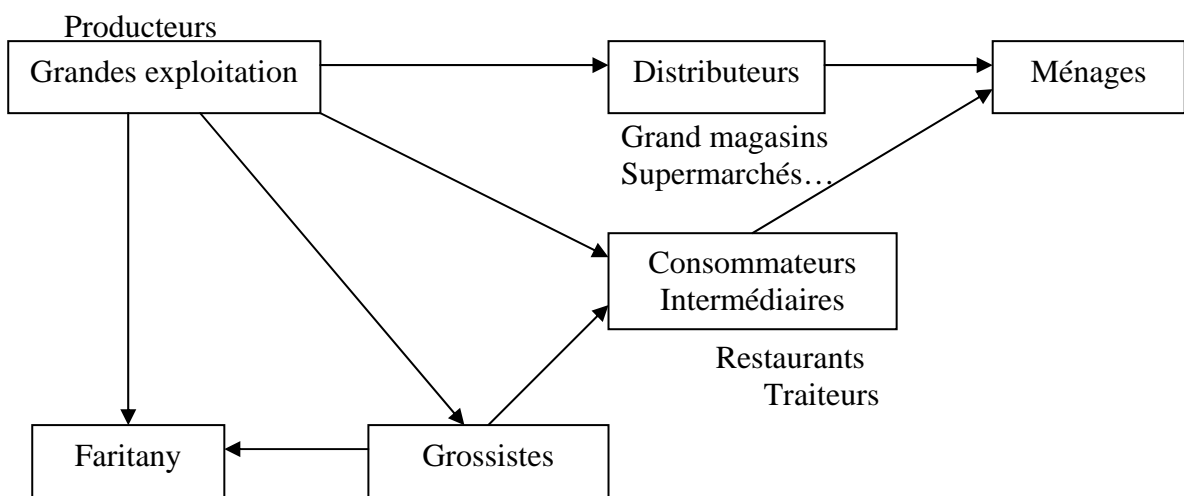 Producteurs
Grandes exploitation
Distributeurs
Ménages
Grand magasins
Supermarchés…
Consommateurs
Intermédiaires
Restaurants
Traiteurs
Faritany
Grossistes